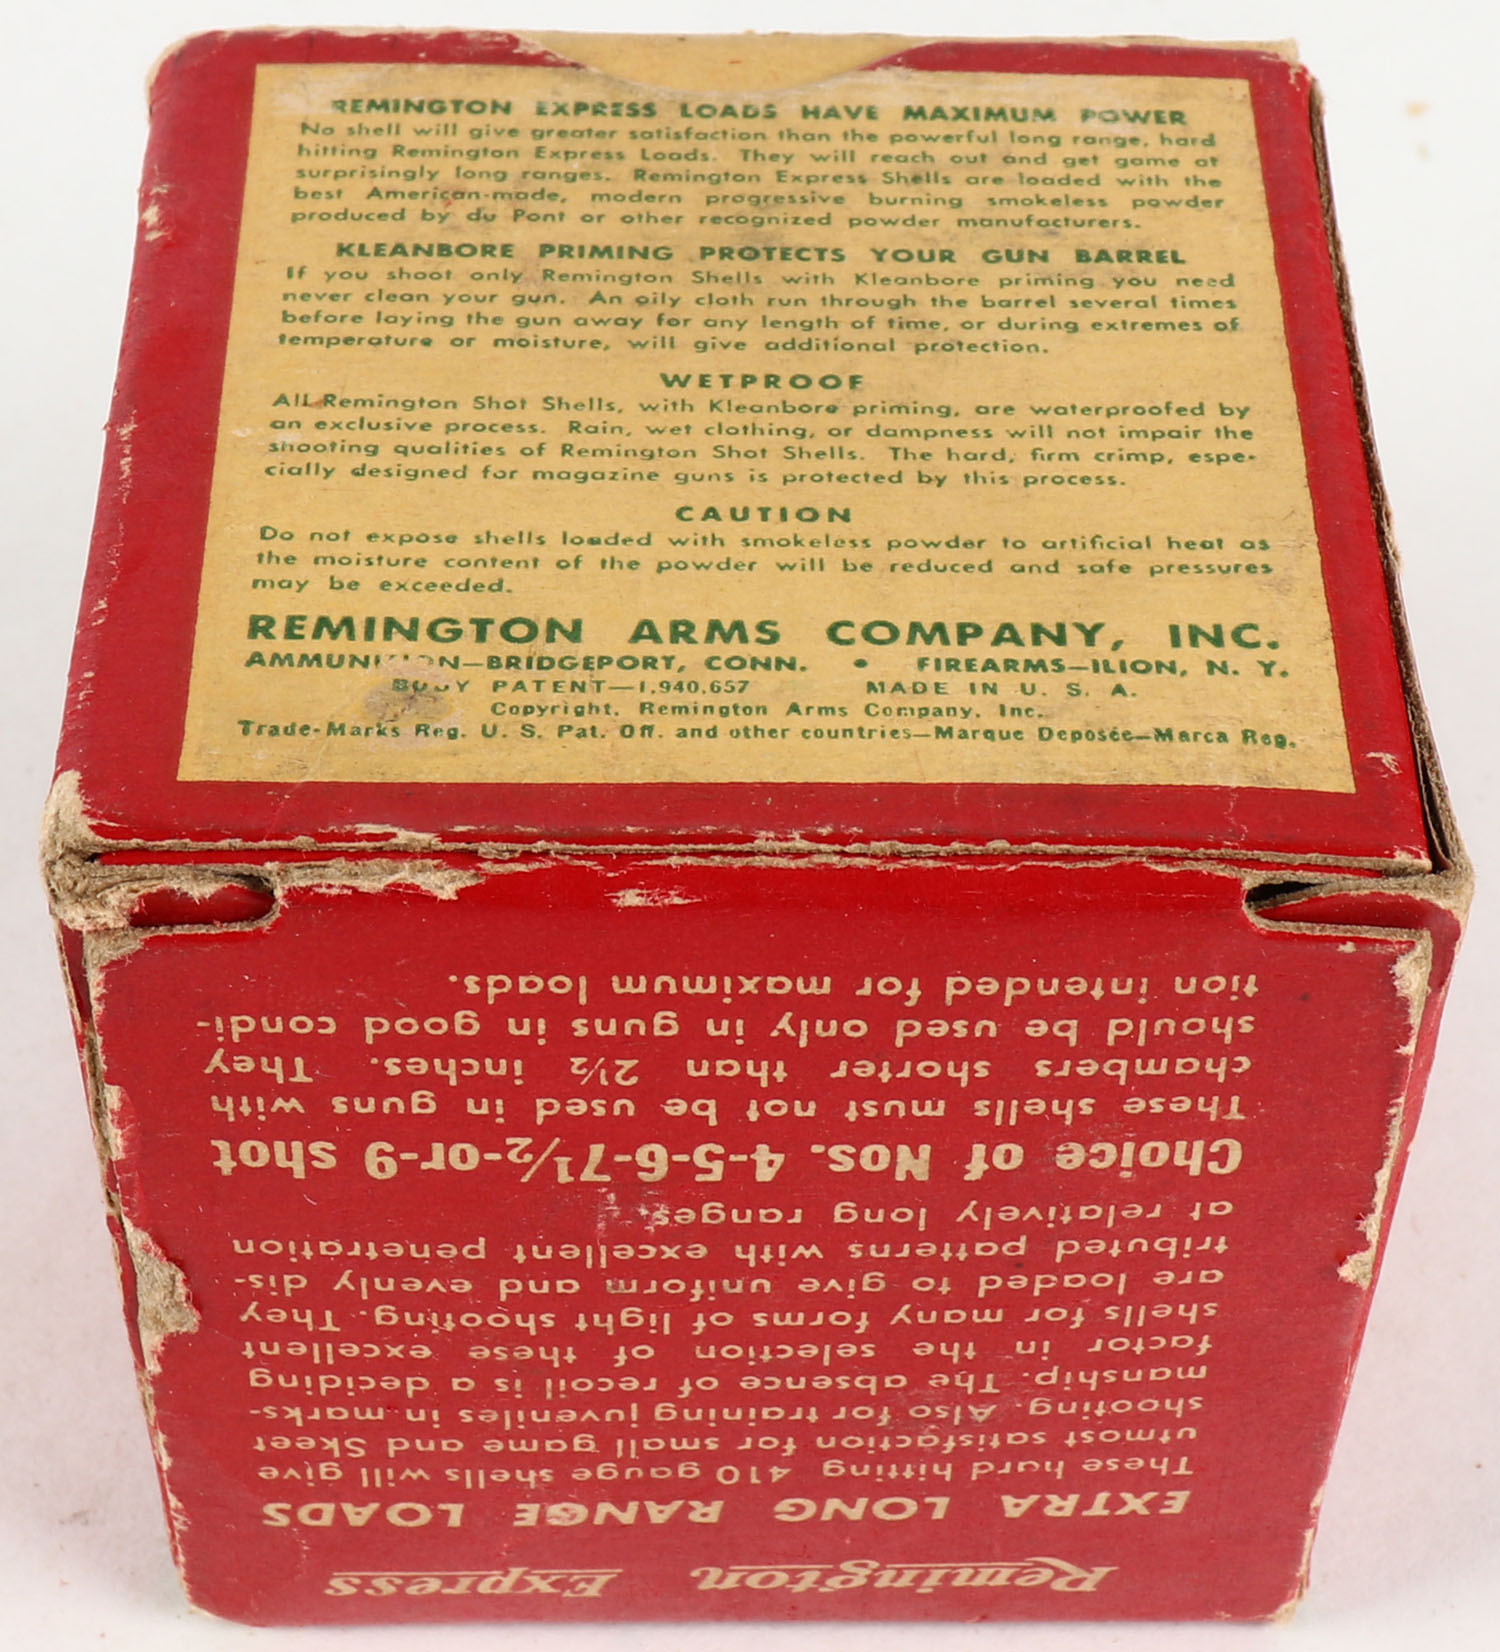 REMINGTON EXPRESS LOADS HAVE MAXIMUM POWER
No shell will give greater satisfaction than the powerful long range, hard
hitting Remington Express Loads. They will reach out and get game at
surprisingly long ranges. Remington Express Shells are loaded with the
best American-made, modern progressive burning smokeless powder
produced by du Pont or other recognized powder manufacturers.
KLEANBORE PRIMING PROTECTS YOUR GUN BARREL
If you shoot only Remington Shells with Kleanbore priming you need
never clean your gun. An oily cloth run through the barrel several times
before laying the gun away for any length of time, or during extremes of
temperature or moisture, will give additional protection.
WETPROOF
All Remington Shot Shells, with Kleanbore priming, are waterproofed by
an exclusive process. Rain, wet clothing, or dampness will not impair the
shooting qualities of Remington Shot Shells. The hard, firm crimp, espe-
cially designed for magazine guns is protected by this process.
CAUTION
Do not expose shells loaded with smokeless powder to artificial heat as
the moisture content of the powder will be reduced and safe pressures
may be exceeded.
REMINGTON ARMS COMPANY, INC.
AMMUNITION—BRIDGEPORT, CONN. • FIREARMS—ILION, N. Y.
BODY PATENT—1,940,657 MADE IN U. S. A.
Copyright, Remington Arms Company, Inc.
Trade-Marks Reg. U. S. Pat. Off. and other countries—Marque Deposée—Marca Reg.
Remington Express
EXTRA LONG RANGE LOADS
These hard hitting 410 gauge shells will give
utmost satisfaction for small game and Skeet
shooting. Also for training juveniles in marks-
manship. The absence of recoil is a deciding
factor in the selection of these excellent
shells for many forms of light shooting. They
are loaded to give uniform and evenly dis-
tributed patterns with excellent penetration
at relatively long ranges.
Choice of Nos. 4-5-6-7½-or-9 shot
These shells must not be used in guns with
chambers shorter than 2½ inches. They
should be used only in guns in good condi-
tion intended for maximum loads.